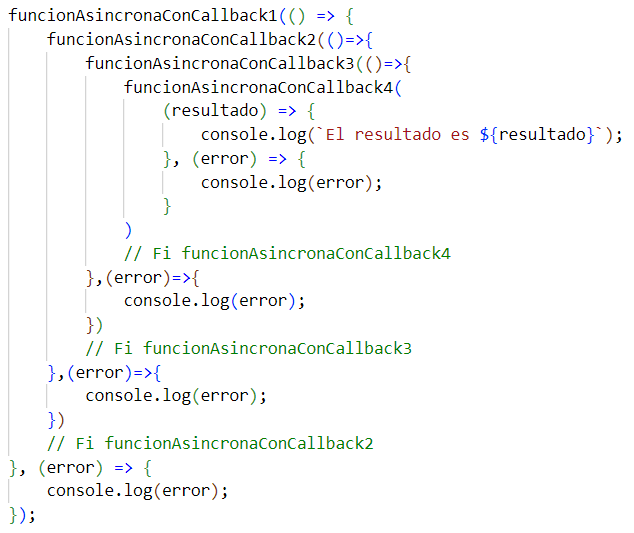 funcionAsincronaConCallback1(() => {
    funcionAsincronaConCallback2(()=>{
        funcionAsincronaConCallback3(()=>{
            funcionAsincronaConCallback4(
                (resultado) => {
                    console.log(`El resultado es ${resultado}`);
                }, (error) => {
                    console.log(error);
                }
            )
            // Fi funcionAsincronaConCallback4
        },(error)=>{
            console.log(error);
        })
        // Fi funcionAsincronaConCallback3
    },(error)=>{
        console.log(error);
    })
    // Fi funcionAsincronaConCallback2
}, (error) => {
    console.log(error);
});